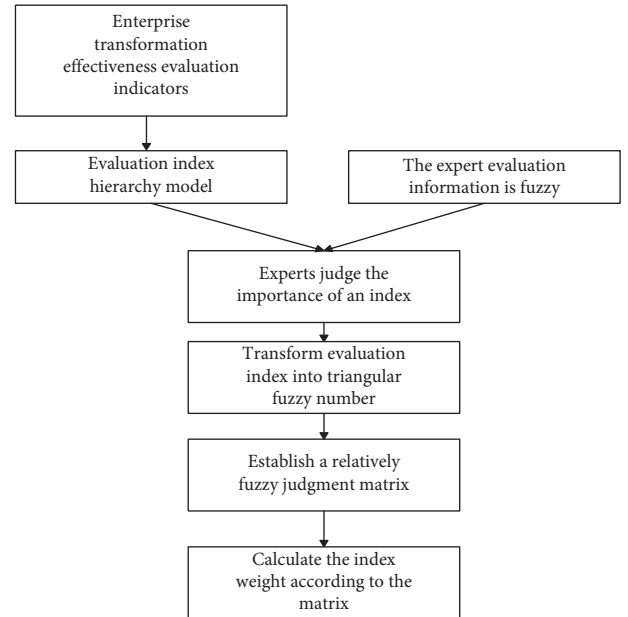 Enterprise
transformation
effectiveness evaluation
indicators
Evaluation index
hierarchy model
The expert evaluation
information is fuzzy
Experts judge the
importance of an index
Transform evaluation
index into triangular
fuzzy number
Establish a relatively
fuzzy judgment matrix
Calculate the index
weight according to the
matrix